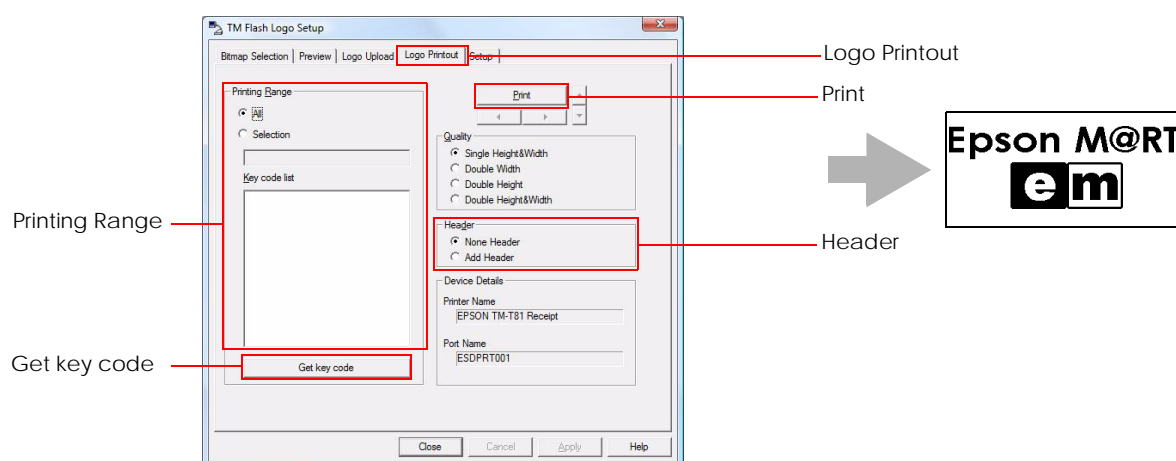 TM Flash Logo Setup
Bitmap Selection
Preview
Logo Upload
Logo Printout
Setup
Printing Range
All
Selection
Key code list
Get key code
Print
Quality
Single Height&Width
Double Width
Double Height
Double Height&Width
Header
None Header
Add Header
Device Details
Printer Name
EPSON TM-T81 Receipt
Port Name
ESDPRT001
Close
Cancel
Apply
Help
Printing Range
Get key code
Logo Printout
Print
Header
Epson M@RT
em